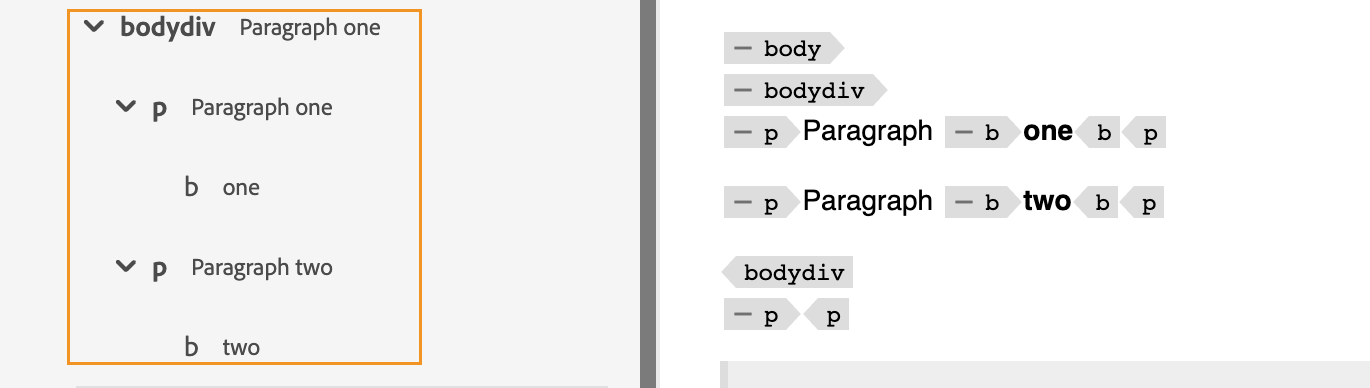 bodydiv Paragraph one
p Paragraph one
b one
p Paragraph two
b two
body
bodydiv
p Paragraph b one b p
p Paragraph b two b p
bodydiv
p p